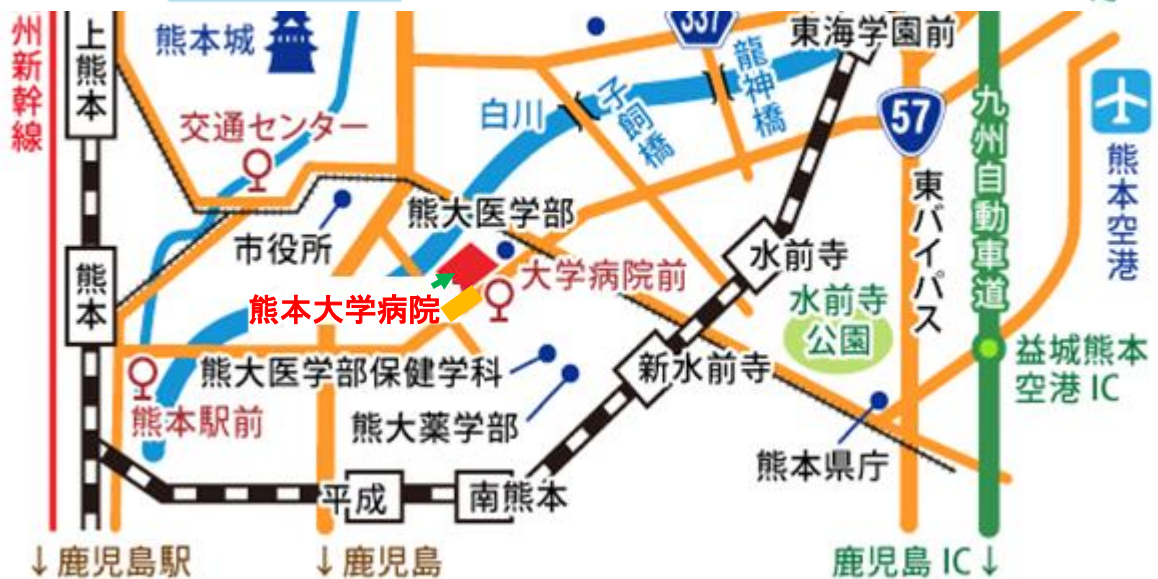 州新幹線
上熊本
熊本城
337
東海学園前
龍神橋
子飼橋
白川
57
九州自動車道
交通センター
熊本空港
市役所
熊大医学部
東バイパス
大学病院前
水前寺
熊本
熊本大学病院
水前寺
公園
新水前寺
益城熊本
空港 IC
熊大医学部保健学科
熊本駅前
熊大薬学部
熊本県庁
平成
南熊本
↓鹿児島駅
↓鹿児島
鹿児島 IC↓